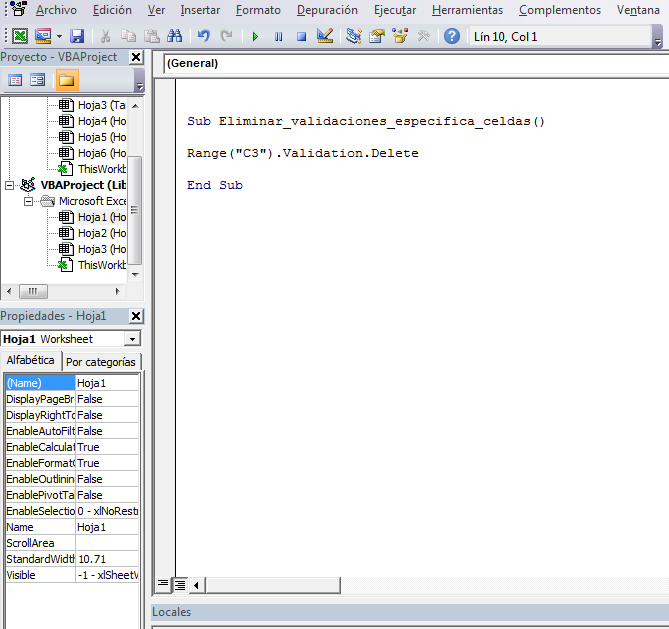 Archivo Edición Ver Insertar Formato Depuración Ejecutar Herramientas Complementos Ventana
Lín 10, Col 1
Proyecto - VBAProject
(General)
Hoja3 (Ta
Hoja4 (Ho
Hoja5 (Ho
Hoja6 (Ho
ThisWorkb
VBAProject (Lib
Microsoft Exce
Hoja1 (Ho
Hoja2 (Ho
Hoja3 (Ho
ThisWorkb
Sub Eliminar_validaciones_especifica_celdas()
Range("C3").Validation.Delete
End Sub
Propiedades - Hoja1
Hoja1 Worksheet
Alfabética Por categorías
(Name) Hoja1
DisplayPageBr False
DisplayRightTo False
EnableAutoFilt False
EnableCalculat True
EnableFormatC True
EnableOutlinin False
EnablePivotTa False
EnableSelectio 0 - xlNoRestr
Name Hoja1
ScrollArea
StandardWidth 10.71
Visible -1 - xlSheetV
Locales